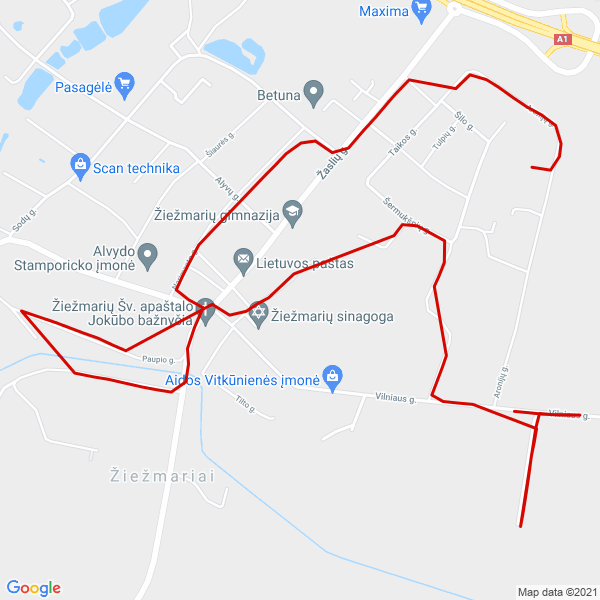 Maxima
A1
Pasagėlė
Betuna
Aronijų g.
Šilo g.
Tulpių g.
Taikos g.
Šiaurės g.
Žaslių g.
Scan technika
Alyvų g.
Sodų g.
Žiežmarių gimnazija
Šermukšnių g.
Alvydo
Stamporicko įmonė
Lietuvos paštas
Žiežmarių Šv. apaštalo
Jokūbo bažnyčia
Žiežmarių sinagoga
Paupio g.
Aidos Vitkūnienės įmonė
Aronijų g.
Vilniaus g.
Vilniaus g.
Tilto g.
Žiežmariai
Google
Map data ©2021